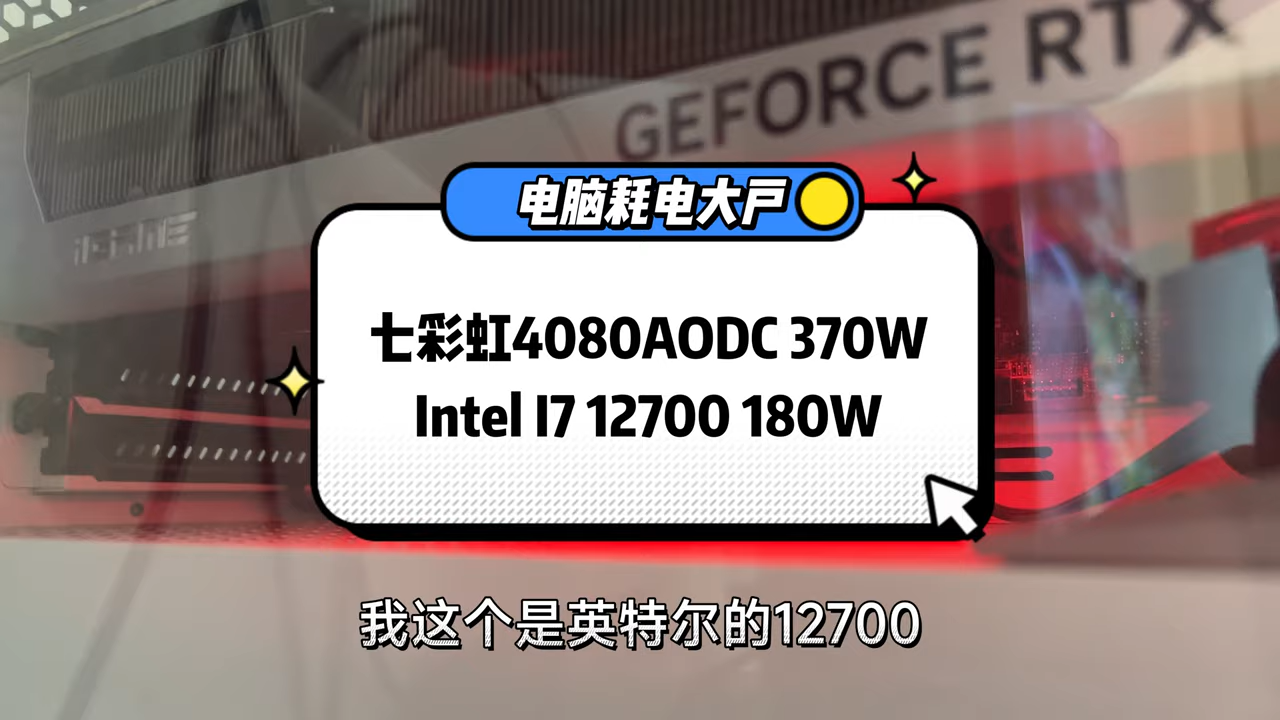 GEFORCE RTX
电脑耗电大户
iGAME
七彩虹4080AODC 370W
Intel I7 12700 180W
我这个是英特尔的12700